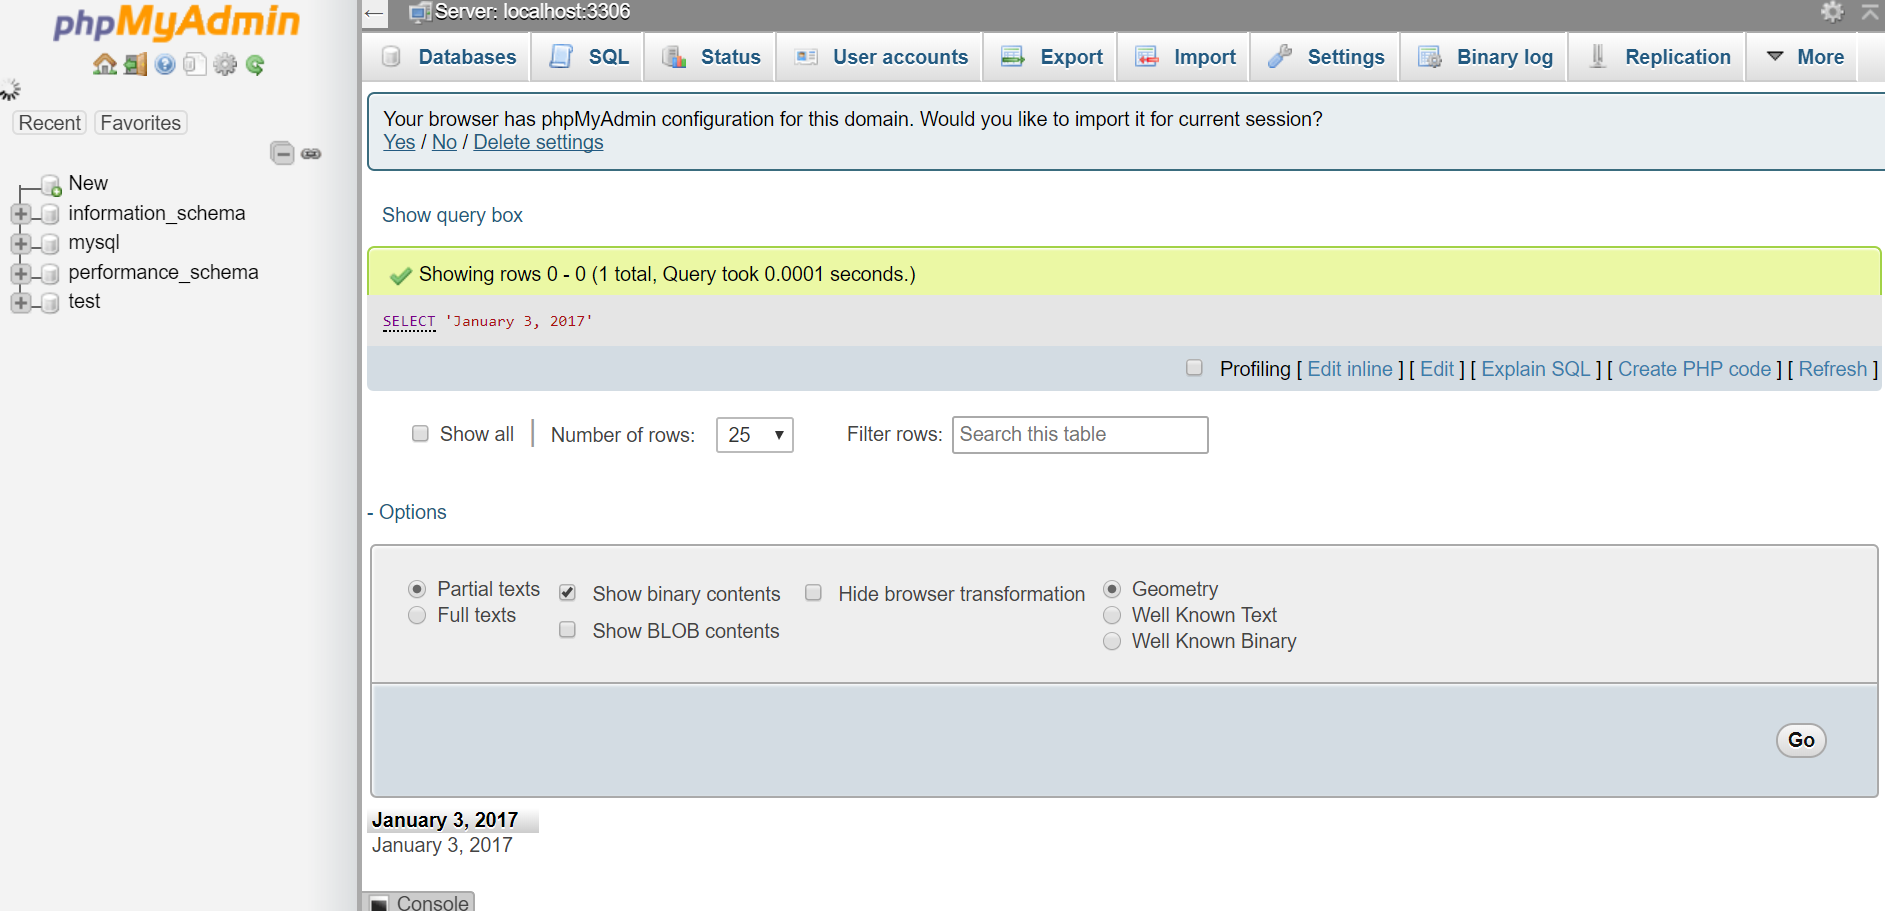 phpMyAdmin
Recent Favorites
New
information_schema
mysql
performance_schema
test
Server: localhost:3306
Databases SQL Status User accounts Export Import Settings Binary log Replication More
Your browser has phpMyAdmin configuration for this domain. Would you like to import it for current session?
Yes / No / Delete settings
Show query box
Showing rows 0 - 0 (1 total, Query took 0.0001 seconds.)
SELECT 'January 3, 2017'
Profiling [ Edit inline ] [ Edit ] [ Explain SQL ] [ Create PHP code ] [ Refresh ]
Show all Number of rows: 25 Filter rows: Search this table
- Options
Partial texts Show binary contents Hide browser transformation Geometry
Full texts Show BLOB contents Well Known Text
Well Known Binary
Go
January 3, 2017
January 3, 2017
Console